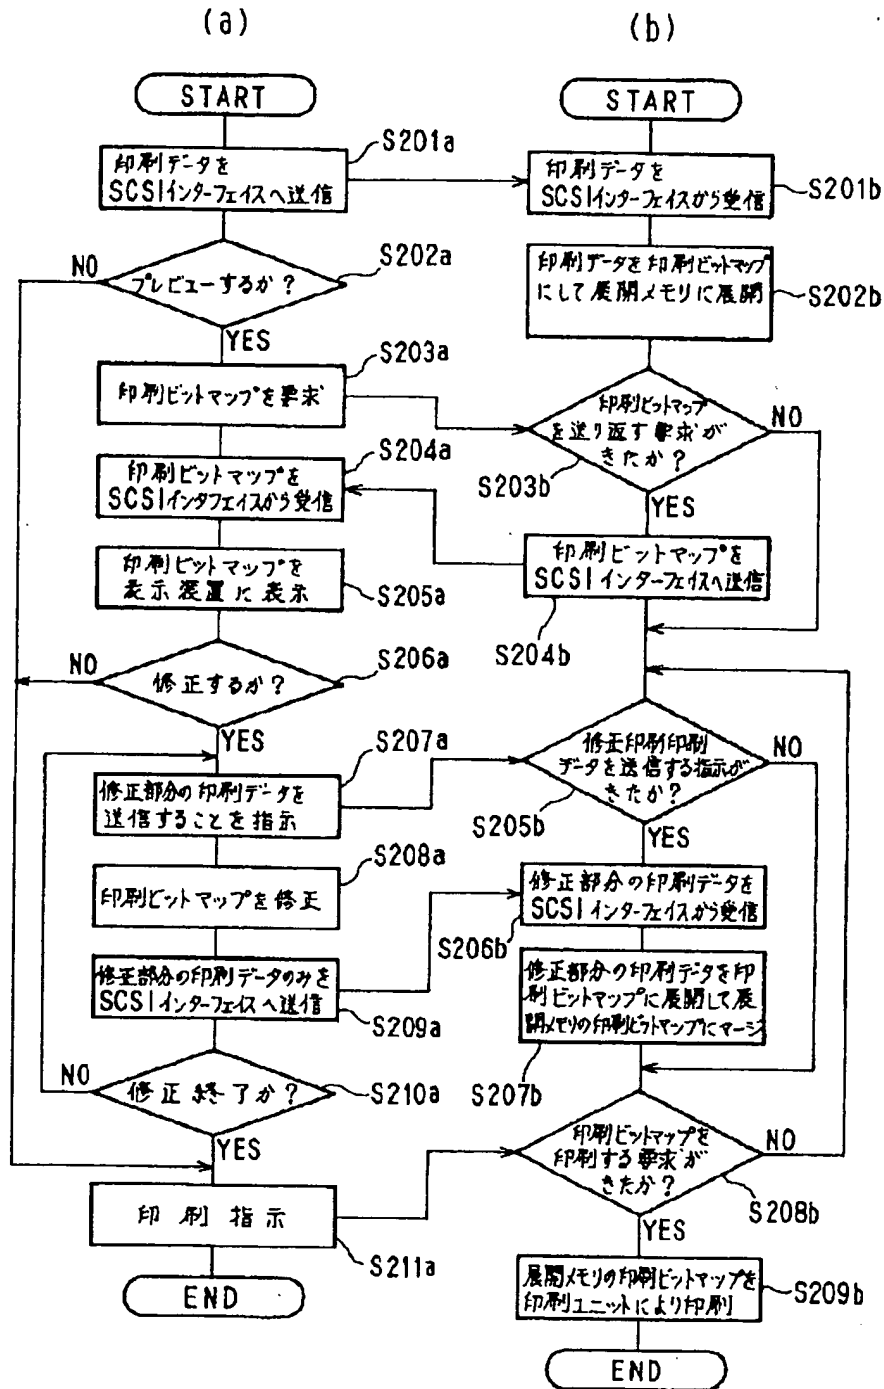 (a)
START
印刷データを
SCSIインターフェイスへ送信
S201a
NO
プレビューするか？
S202a
YES
S203a
印刷ビットマップを要求
S204a
印刷ビットマップを
SCSIインタフェイスから受信
印刷ビットマップを
表示装置に表示
S205a
NO
修正するか？
S206a
YES
S207a
修正部分の印刷データを
送信することを指示
S208a
印刷ビットマップを修正
修正部分の印刷データのみを
SCSIインターフェイスへ送信
S209a
NO
修正終了か？
S210a
YES
印刷指示
S211a
END
(b)
START
印刷データを
SCSIインターフェイスから受信
S201b
印刷データを印刷ビットマップ
にして展開メモリに展開
S202b
印刷ビットマップ
を送り返す要求が
きたか？
NO
S203b
YES
印刷ビットマップを
SCSIインターフェイスへ送信
S204b
修正印刷印刷
データを送信する指示が
きたか？
NO
S205b
YES
修正部分の印刷データを
SCSIインターフェイスから受信
S206b
修正部分の印刷データを印
刷ビットマップに展開して展
開メモリの印刷ビットマップにマージ
S207b
印刷ビットマップを
印刷する要求が
きたか？
NO
S208b
YES
展開メモリの印刷ビットマップを
印刷ユニットにより印刷
S209b
END